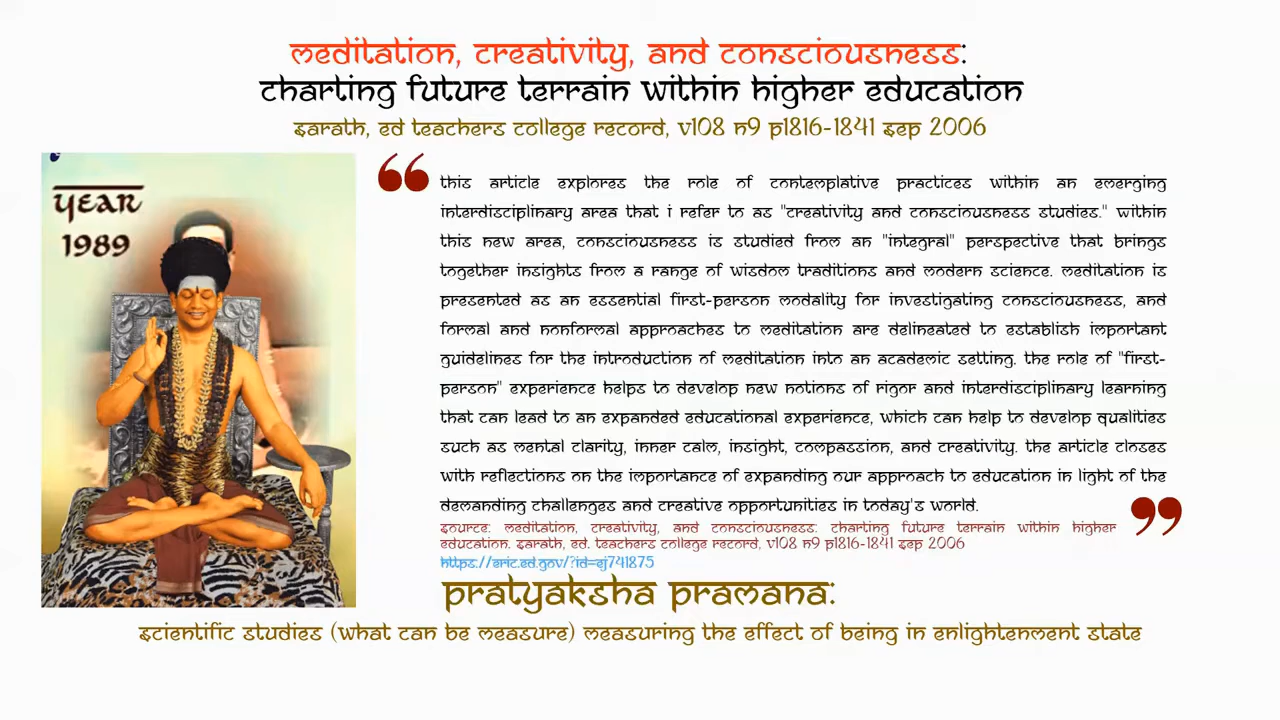 meditation, creativity, and consciousness:
charting future terrain within higher education
sarath, ed teachers college record, v108 n9 p1816-1841 sep 2006
YEAR
1989
“ this article explores the role of contemplative practices within an emerging
interdisciplinary area that i refer to as "creativity and consciousness studies." within
this new area, consciousness is studied from an "integral" perspective that brings
together insights from a range of wisdom traditions and modern science. meditation is
presented as an essential first-person modality for investigating consciousness, and
formal and nonformal approaches to meditation are delineated to establish important
guidelines for the introduction of meditation into an academic setting. the role of "first-
person" experience helps to develop new notions of rigor and interdisciplinary learning
that can lead to an expanded educational experience, which can help to develop qualities
such as mental clarity, inner calm, insight, compassion, and creativity. the article closes
with reflections on the importance of expanding our approach to education in light of the
demanding challenges and creative opportunities in today's world. ”
source: meditation, creativity, and consciousness: charting future terrain within higher
education. sarath, ed. teachers college record, v108 n9 p1816-1841 sep 2006
https://eric.ed.gov/?id=ej741875
pratyaksha pramana:
scientific studies (what can be measure) measuring the effect of being in enlightenment state